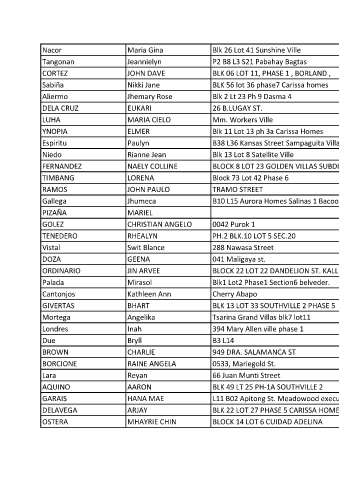 Nacor Maria Gina Blk 26 Lot 41 Sunshine Ville
Tangonan Jeannielyn P2 B8 L3 S21 Pabahay Bagtas
CORTEZ JOHN DAVE BLK 06 LOT 11, PHASE 1 , BORLAND ,
Sabiña Nikki Jane BLK 56 lot 36 phase7 Carissa homes
Aliermo Jhemary Rose Blk 2 Lt 23 Ph 9 Dasma 4
DELA CRUZ EUKARI 26 B.LUGAY ST.
LUHA MARIA CIELO Mm. Workers Ville
YNOPIA ELMER Blk 11 Lot 13 ph 3a Carissa Homes
Espiritu Paulyn B38 L36 Kansas Street Sampaguita Villa
Niedo Rianne Jean Blk 13 Lot 8 Satellite Ville
FERNANDEZ NAELY COLLINE BLOCK 8 LOT 23 GOLDEN VILLAS SUBDI
TIMBANG LORENA Block 73 Lot 42 Phase 6
RAMOS JOHN PAULO TRAMO STREET
Gallega Jhumeca B10 L15 Aurora Homes Salinas 1 Bacoo
PIZAÑA MARIEL
GOLEZ CHRISTIAN ANGELO 0042 Purok 1
TENEDERO RHEALYN PH.2 BLK.10 LOT 5 SEC.20
Vistal Swit Blance 288 Nawasa Street
DOZA GEENA 041 Maligaya st.
ORDINARIO JIN ARVEE BLOCK 22 LOT 22 DANDELION ST. KALL
Palada Mirasol Blk1 Lot2 Phase1 Section6 belveder.
Cantonjos Kathleen Ann Cherry Abapo
GIVERTAS BHART BLK 13 LOT 33 SOUTHVILLE 2 PHASE 5
Mortega Angelika Tsarina Grand Villas blk7 lot11
Londres Inah 394 Mary Allen ville phase 1
Due Bryll B3 L14
BROWN CHARLIE 949 DRA. SALAMANCA ST
BORCIONE RAINE ANGELA 0533, Mariegold St.
Lara Reyan 66 Juan Munti Street
AQUINO AARON BLK 49 LT 25 PH-1A SOUTHVILLE 2
GARAIS HANA MAE L11 B02 Apitong St. Meadowood execu
DELAVEGA ARJAY BLK 22 LOT 27 PHASE 5 CARISSA HOME
OSTERA MHAYRIE CHIN BLOCK 14 LOT 6 CUIDAD ADELINA